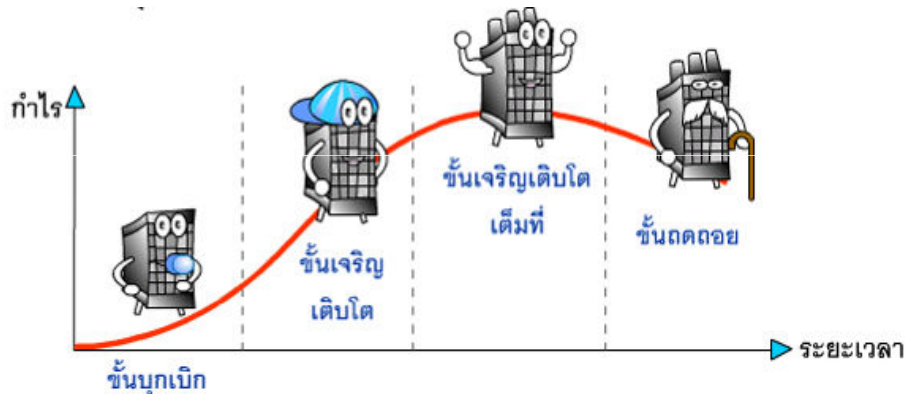 กำไร
ขั้นบุกเบิก
ขั้นเจริญ
เติบโต
ขั้นเจริญเติบโต
เต็มที่
ขั้นถดถอย
ระยะเวลา